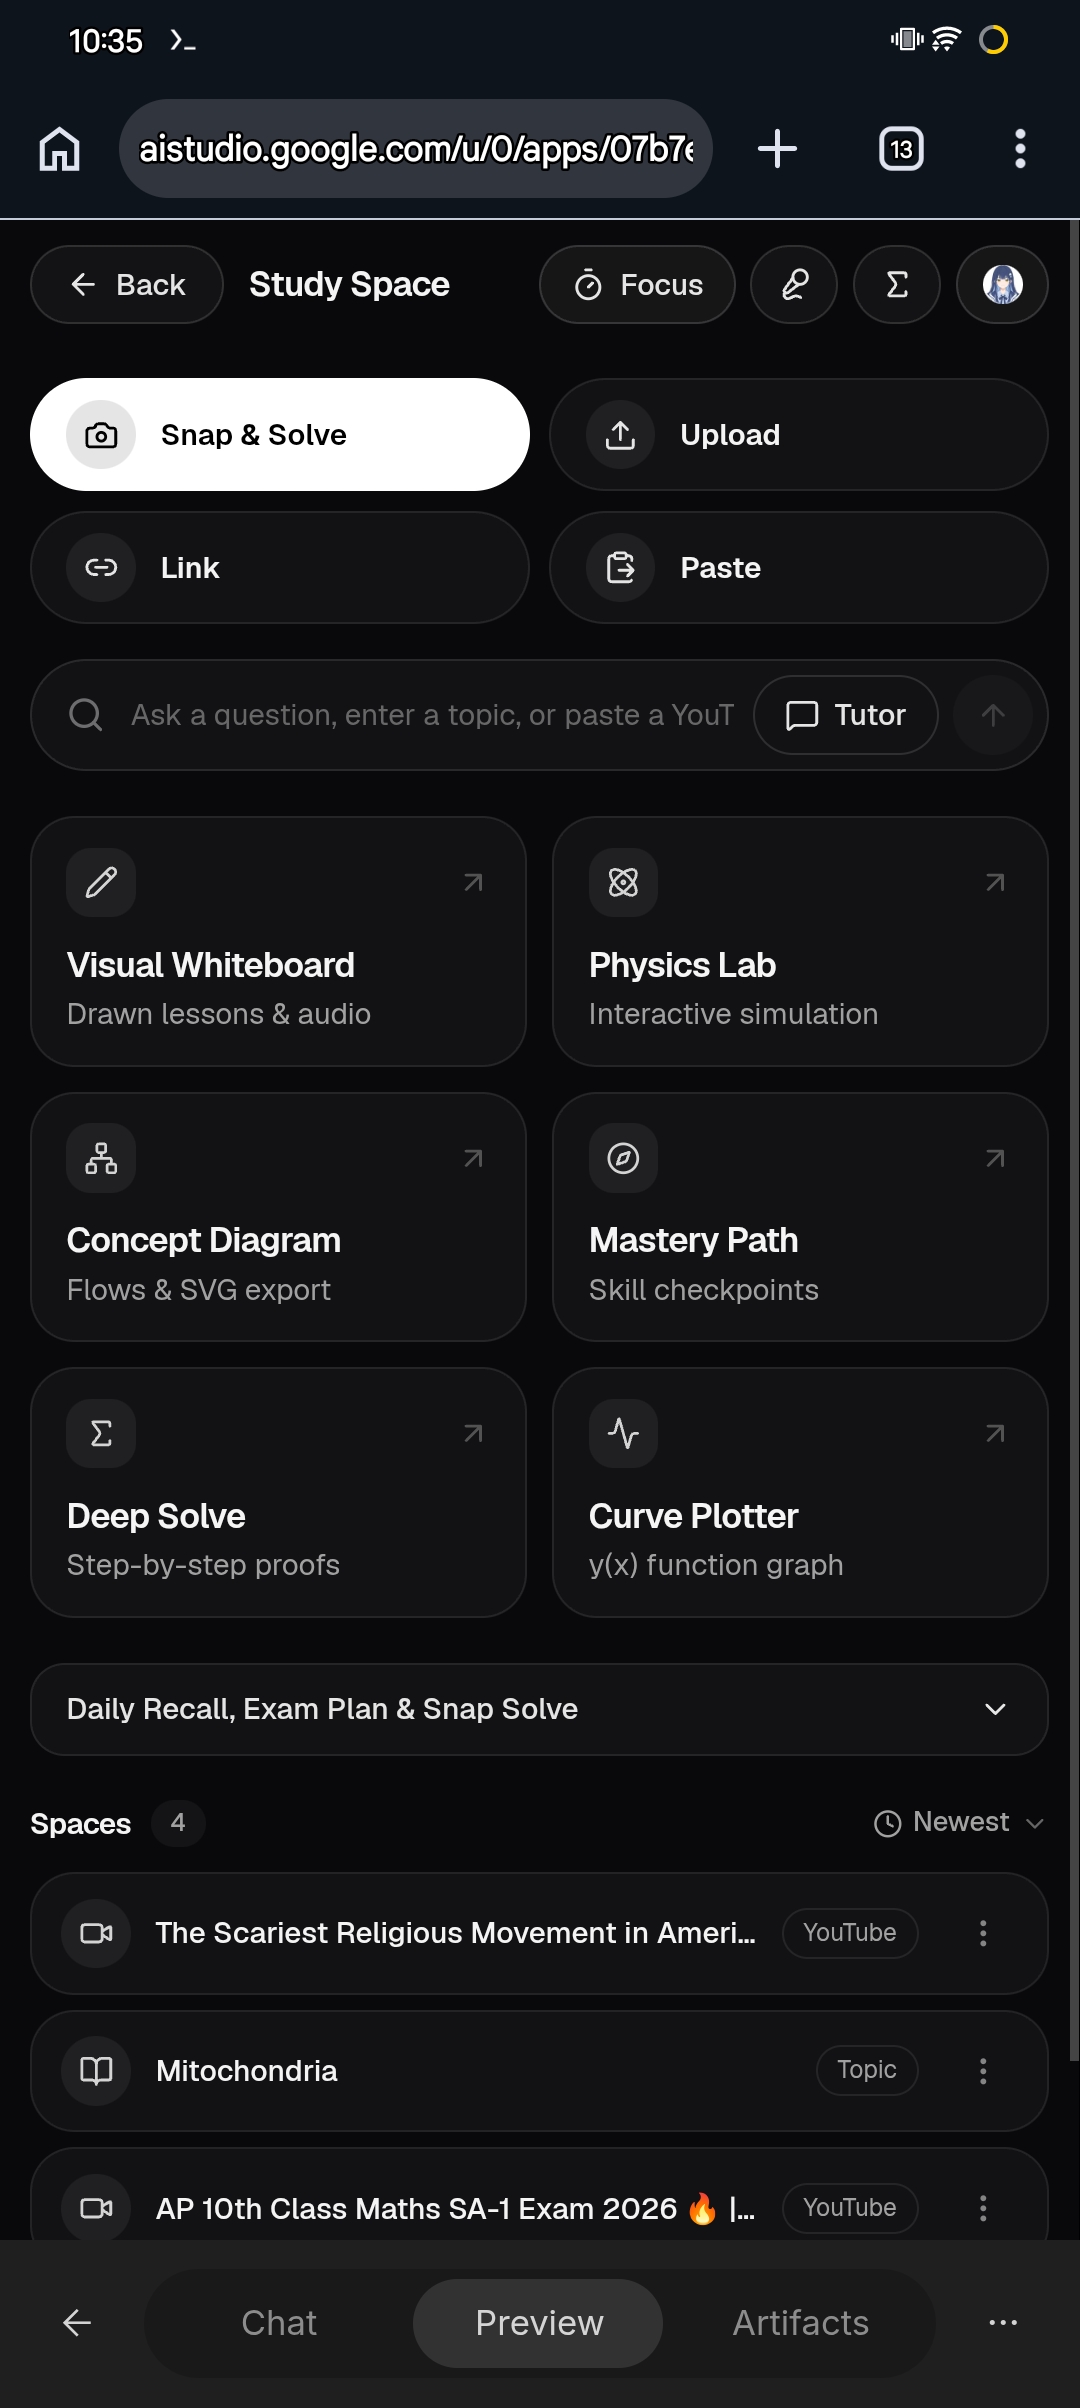 10:35
aistudio.google.com/u/0/apps/07b7e
13
Back
Study Space
Focus
Snap & Solve
Upload
Link
Paste
Ask a question, enter a topic, or paste a YouT
Tutor
Visual Whiteboard
Drawn lessons & audio
Physics Lab
Interactive simulation
Concept Diagram
Flows & SVG export
Mastery Path
Skill checkpoints
Deep Solve
Step-by-step proofs
Curve Plotter
y(x) function graph
Daily Recall, Exam Plan & Snap Solve
Spaces 4
Newest
The Scariest Religious Movement in Ameri...
YouTube
Mitochondria
Topic
AP 10th Class Maths SA-1 Exam 2026 🔥 |...
YouTube
Chat
Preview
Artifacts